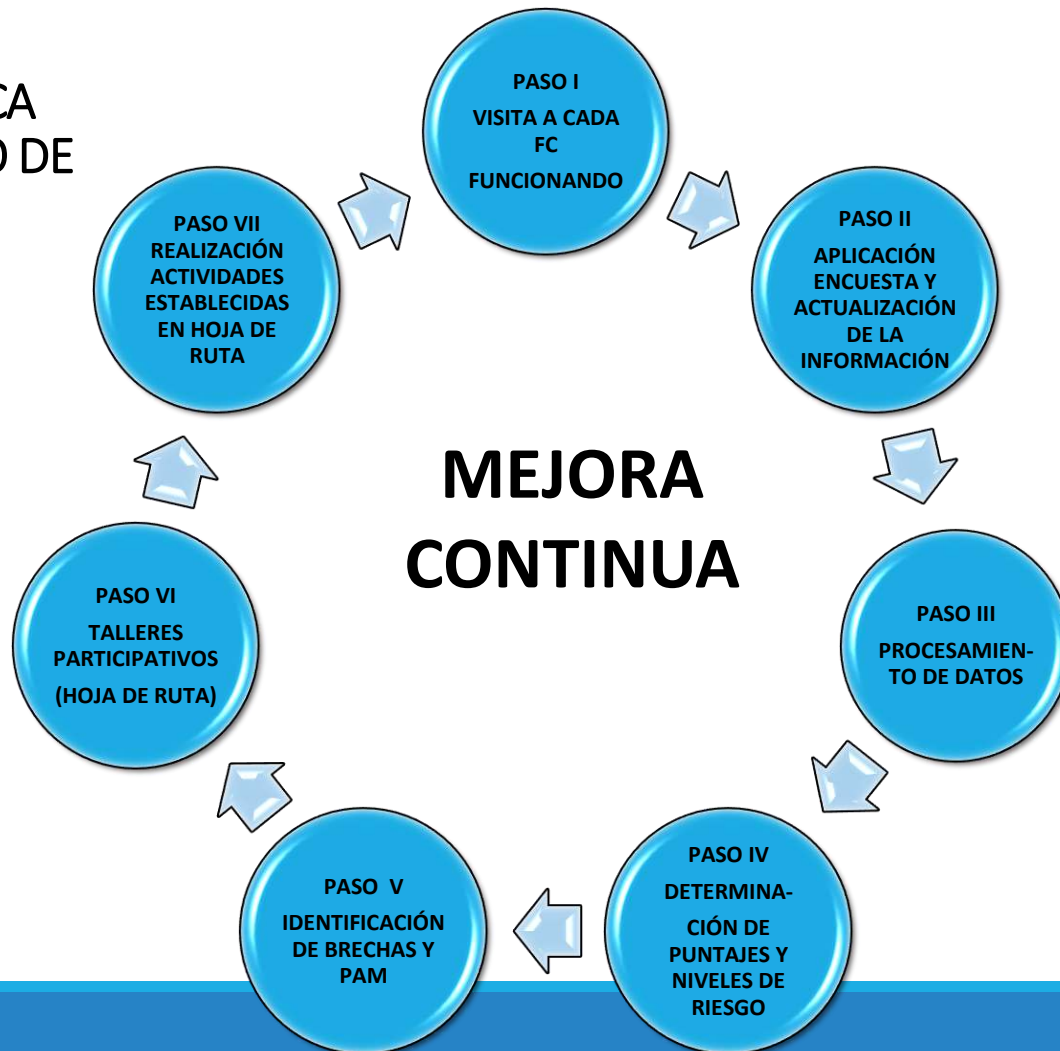 CA
O DE
PASO I
VISITA A CADA
FC
FUNCIONANDO
PASO II
APLICACIÓN
ENCUESTA Y
ACTUALIZACIÓN
DE LA
INFORMACIÓN
PASO III
PROCESAMIEN-
TO DE DATOS
PASO IV
DETERMINA-
CIÓN DE
PUNTAJES Y
NIVELES DE
RIESGO
PASO V
IDENTIFICACIÓN
DE BRECHAS Y
PAM
PASO VI
TALLERES
PARTICIPATIVOS
(HOJA DE RUTA)
PASO VII
REALIZACIÓN
ACTIVIDADES
ESTABLECIDAS
EN HOJA DE
RUTA
MEJORA
CONTINUA